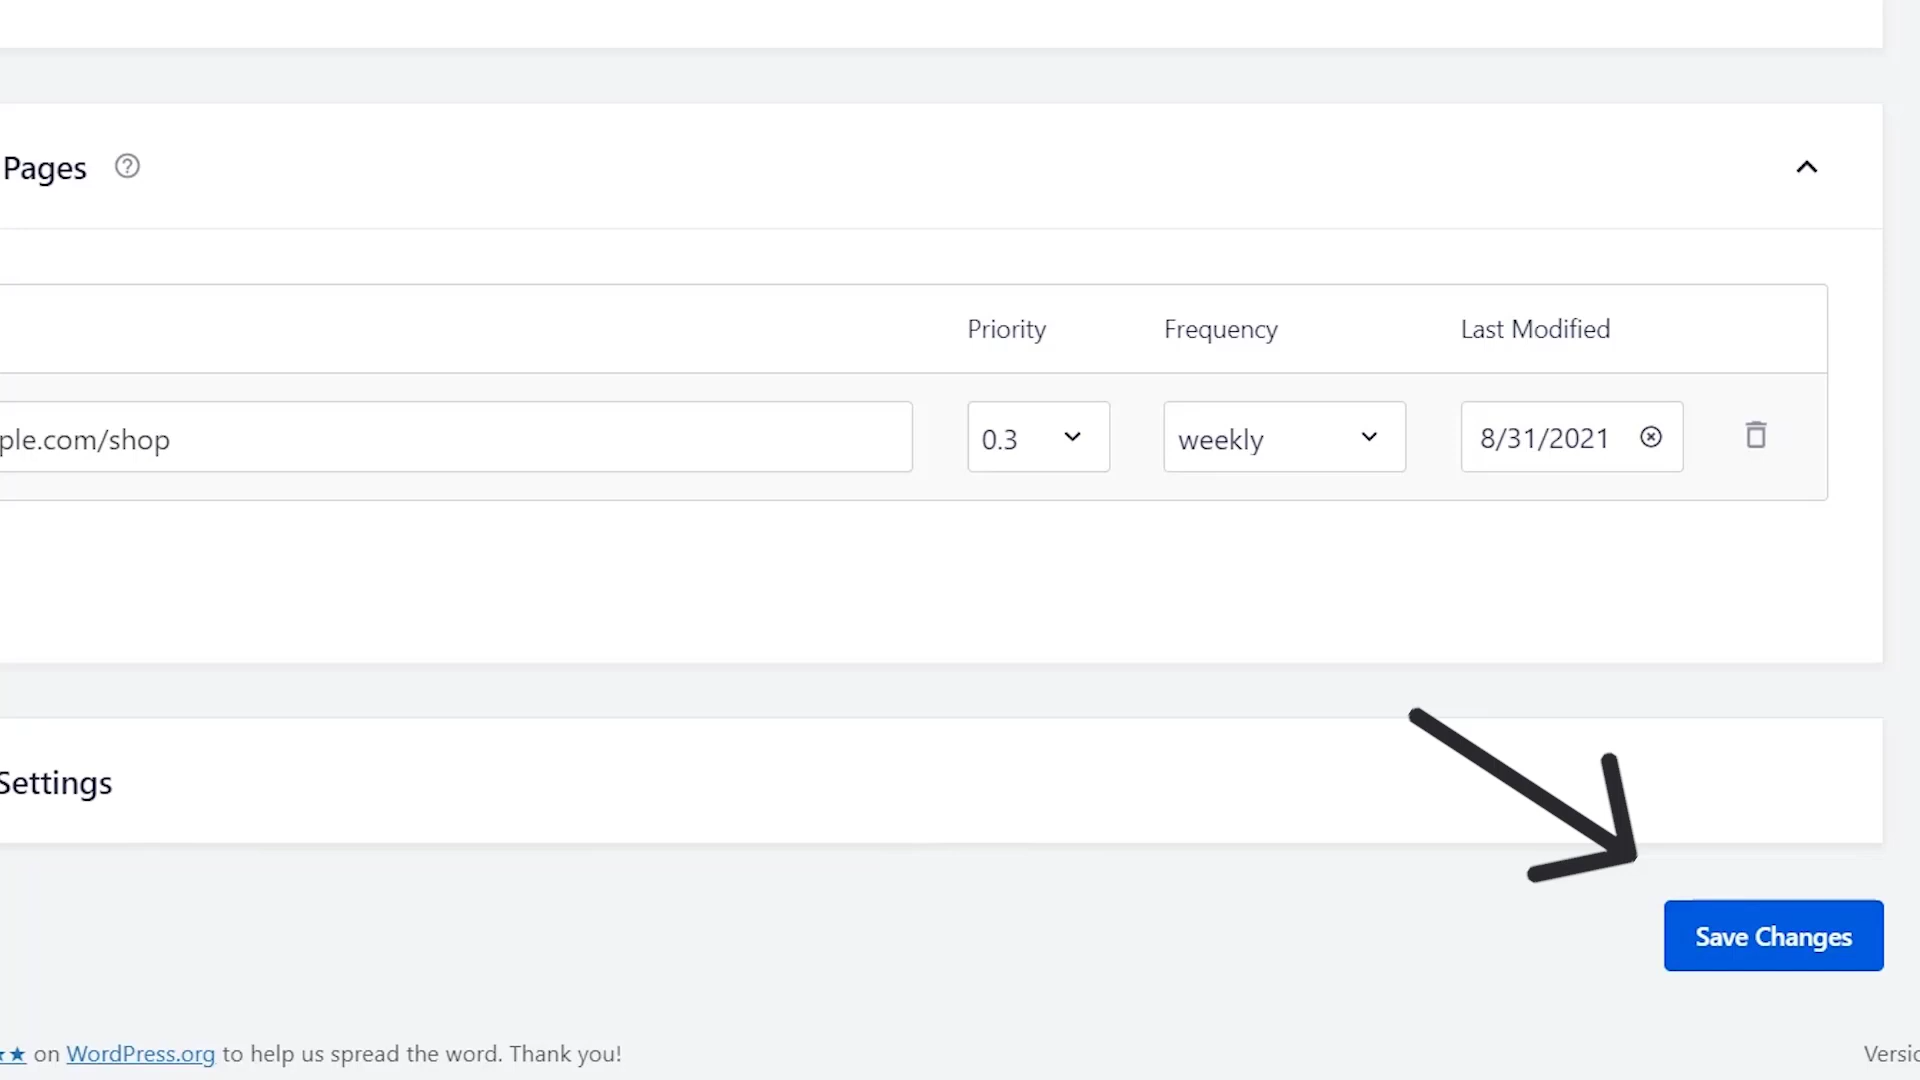 Pages
Priority Frequency Last Modified
ple.com/shop 0.3 weekly 8/31/2021
Settings
Save Changes
★★ on WordPress.org to help us spread the word. Thank you! Versio